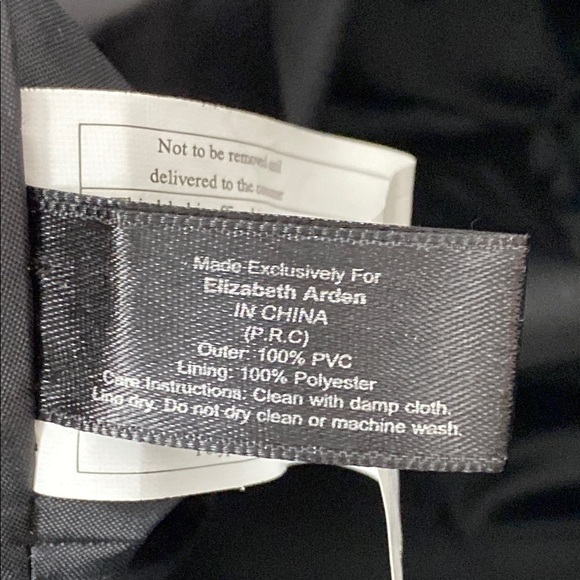 Not to be removed
delivered to the
Made Exclusively For
Elizabeth Arden
IN CHINA
(P.R.C)
Outer: 100% PVC
Lining: 100% Polyester
Care Instructions: Clean with damp cloth.
Line dry. Do not dry clean or machine wash.